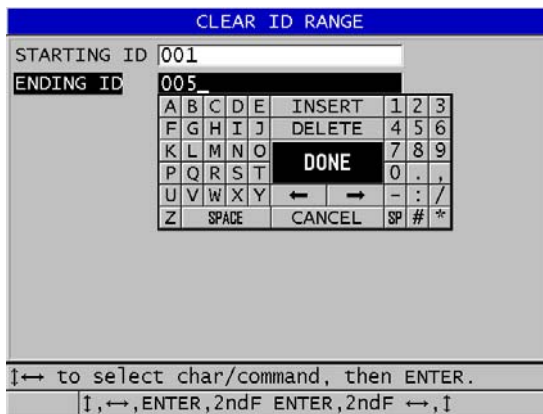 CLEAR ID RANGE
STARTING ID 001
ENDING ID 005_
A B C D E INSERT 1 2 3
F G H I J DELETE 4 5 6
K L M N O DONE 7 8 9
P Q R S T 0 . ,
U V W X Y ← → - : /
Z SPACE CANCEL SP # *
↕↔ to select char/command, then ENTER.
↕,↔,ENTER,2ndF ENTER,2ndF ↔,↕